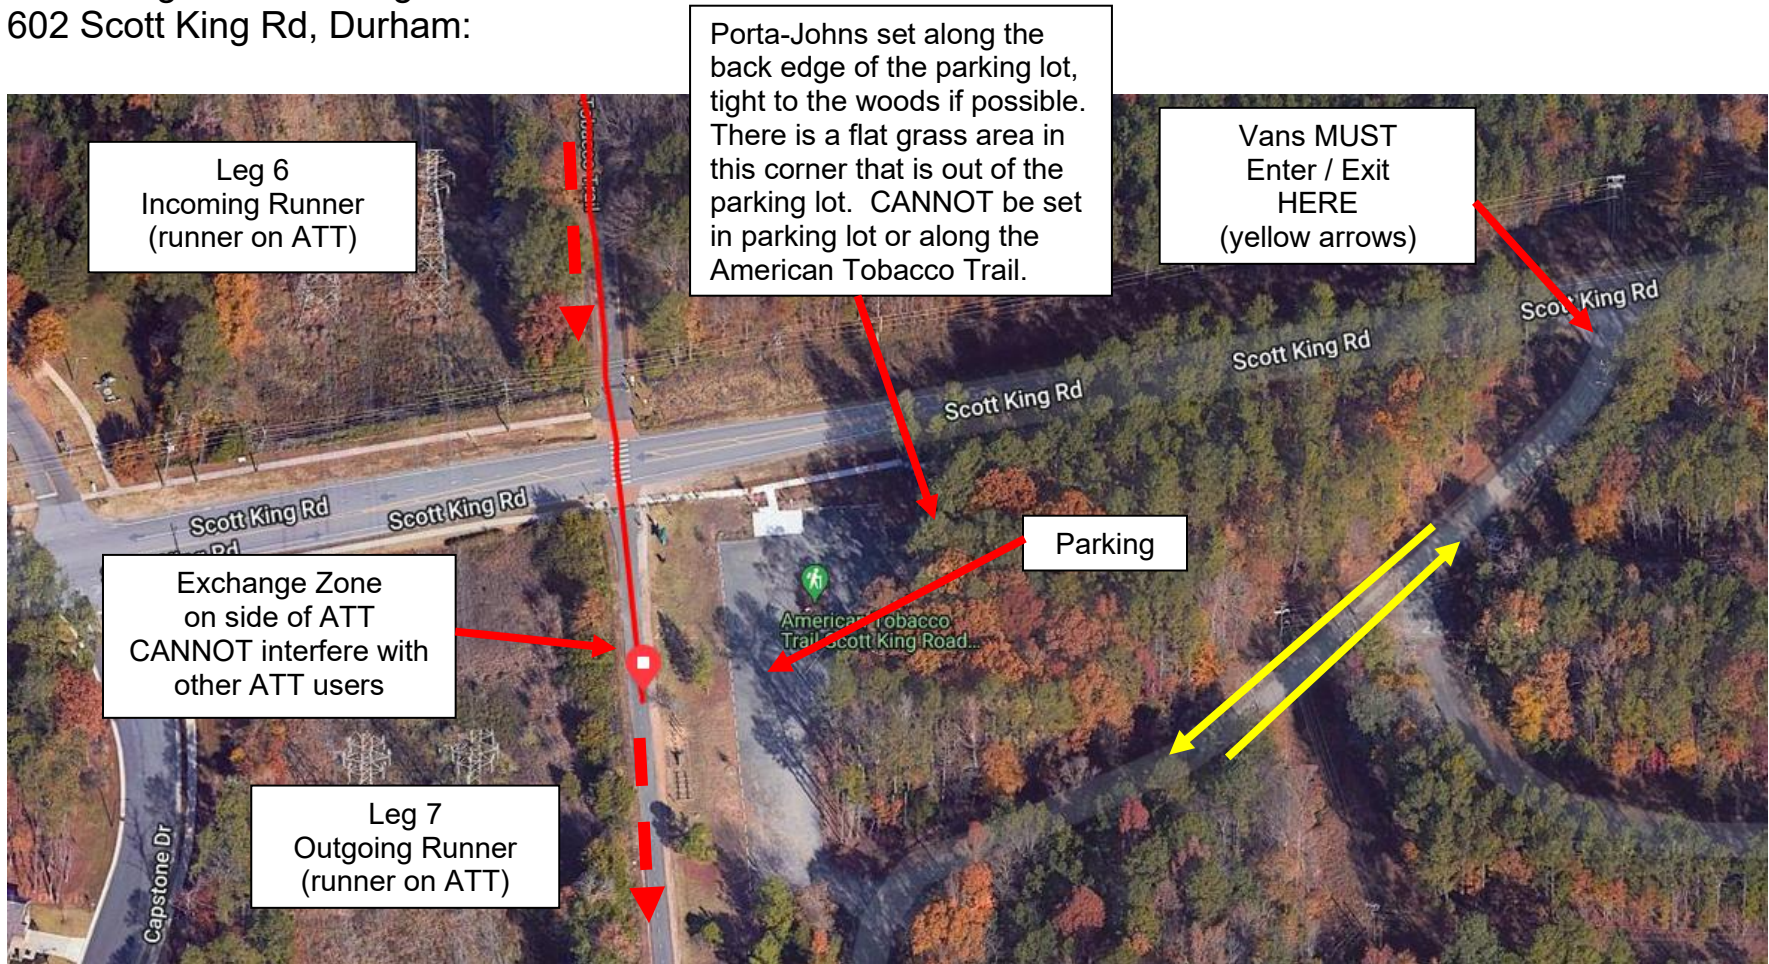 602 Scott King Rd, Durham:
Porta-Johns set along the
back edge of the parking lot,
tight to the woods if possible.
There is a flat grass area in
this corner that is out of the
parking lot. CANNOT be set
in parking lot or along the
American Tobacco Trail.
Vans MUST
Enter / Exit
HERE
(yellow arrows)
Leg 6
Incoming Runner
(runner on ATT)
Tobacco Trail
Scott King Rd
Scott King Rd
Scott King Rd
Scott King Rd
Scott King Rd
Rd
Parking
Exchange Zone
on side of ATT
CANNOT interfere with
other ATT users
American Tobacco
Trail Scott King Road...
Leg 7
Outgoing Runner
(runner on ATT)
Capstone Dr